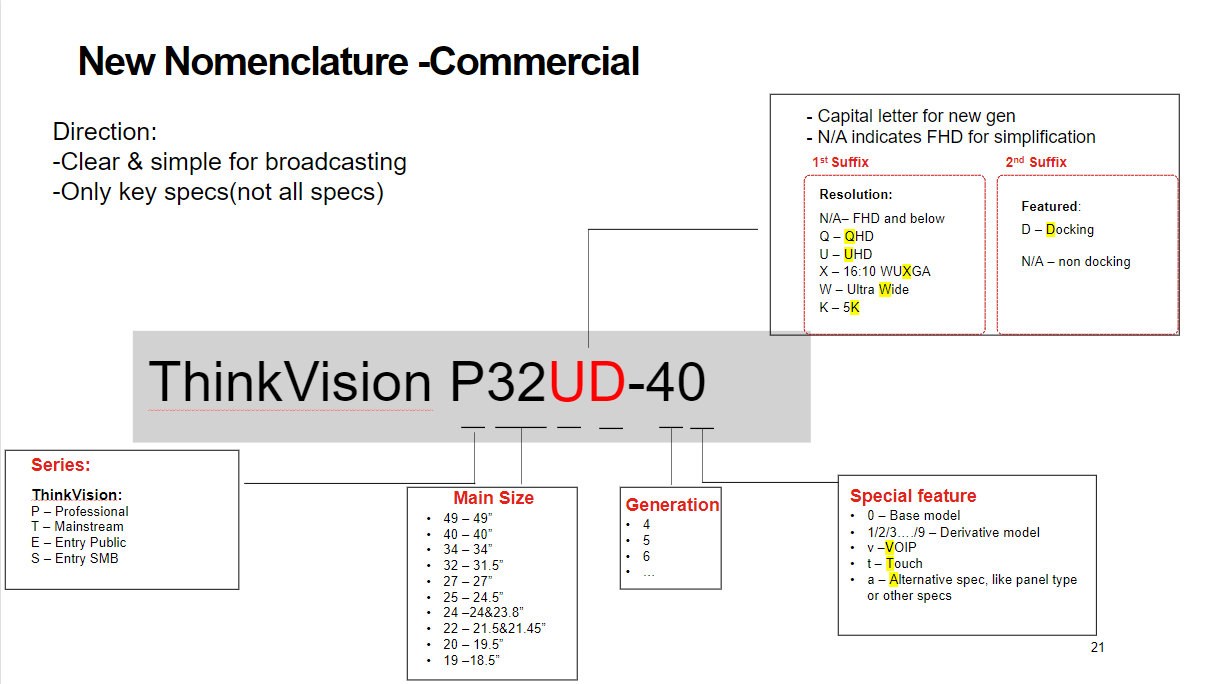 New Nomenclature -Commercial
Direction:
-Clear & simple for broadcasting
-Only key specs(not all specs)
- Capital letter for new gen
- N/A indicates FHD for simplification
1st Suffix
2nd Suffix
Resolution:
N/A– FHD and below
Q – QHD
U – UHD
X – 16:10 WUXGA
W – Ultra Wide
K – 5K
Featured:
D – Docking
N/A – non docking
ThinkVision P32UD-40
Series:
ThinkVision:
P – Professional
T – Mainstream
E – Entry Public
S – Entry SMB
Main Size
• 49 – 49”
• 40 – 40”
• 34 – 34”
• 32 – 31.5”
• 27 – 27”
• 25 – 24.5”
• 24 –24&23.8”
• 22 – 21.5&21.45”
• 20 – 19.5”
• 19 –18.5”
Generation
• 4
• 5
• 6
• …
Special feature
• 0 – Base model
• 1/2/3…./9 – Derivative model
• v –VOIP
• t – Touch
• a – Alternative spec, like panel type
or other specs
21